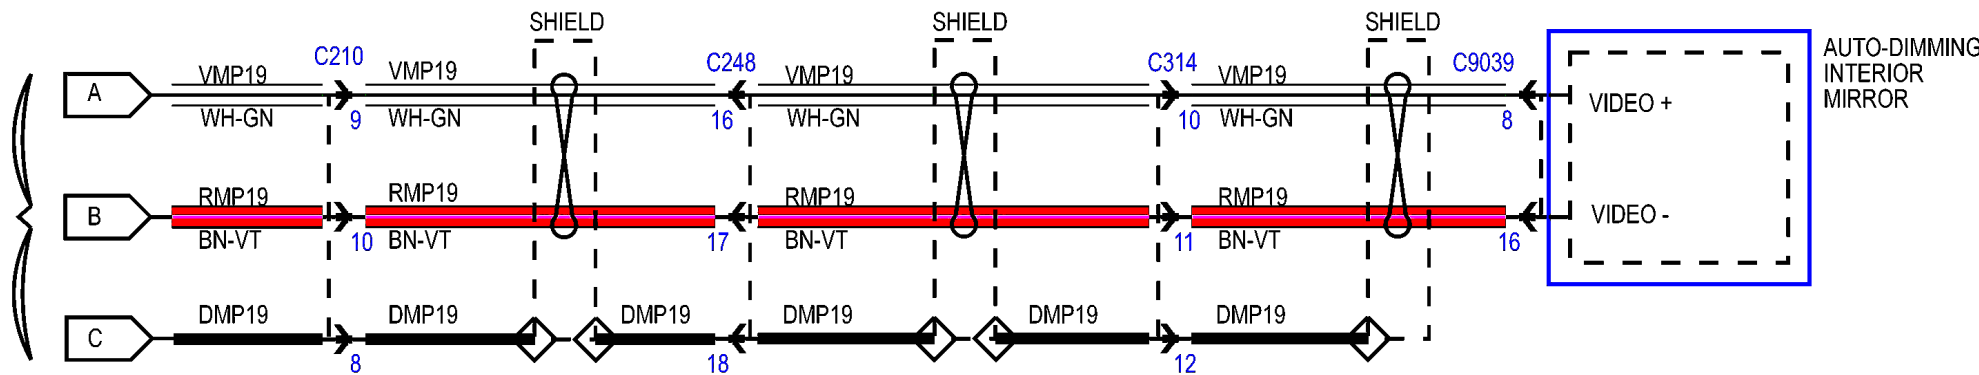 SHIELD
SHIELD
SHIELD
C210
C248
C314
C9039
AUTO-DIMMING
INTERIOR
MIRROR
A
VMP19
VMP19
VMP19
VMP19
VIDEO +
WH-GN
9
WH-GN
16
WH-GN
10
WH-GN
8
B
RMP19
RMP19
RMP19
RMP19
VIDEO -
BN-VT
10
BN-VT
17
BN-VT
11
BN-VT
16
C
DMP19
DMP19
DMP19
DMP19
DMP19
DMP19
8
18
12